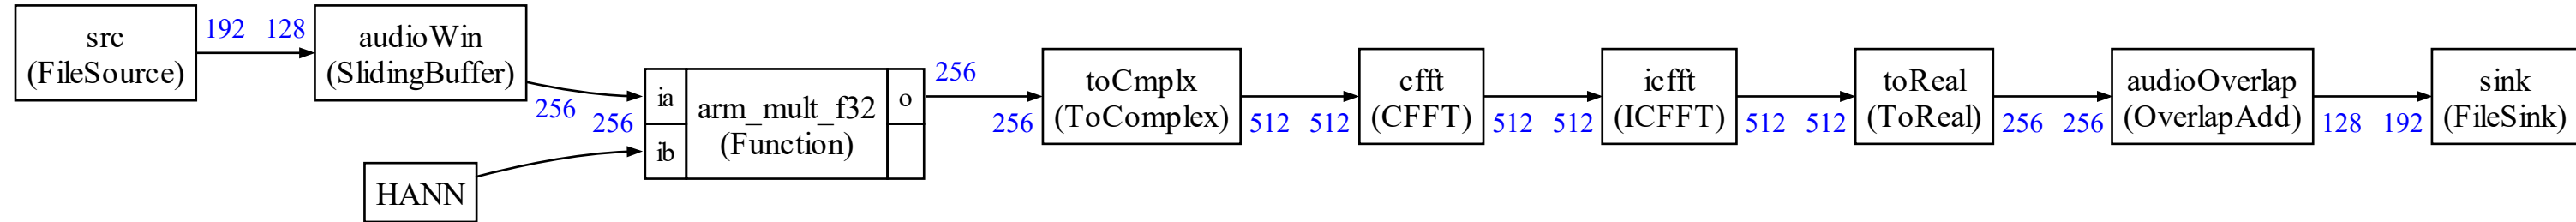 src
(FileSource)
192
128
audioWin
(SlidingBuffer)
256
256
HANN
ia
ib
arm_mult_f32
(Function)
o
256
256
toCmplx
(ToComplex)
512
512
cfft
(CFFT)
512
512
icfft
(ICFFT)
512
512
toReal
(ToReal)
256
256
audioOverlap
(OverlapAdd)
128
192
sink
(FileSink)